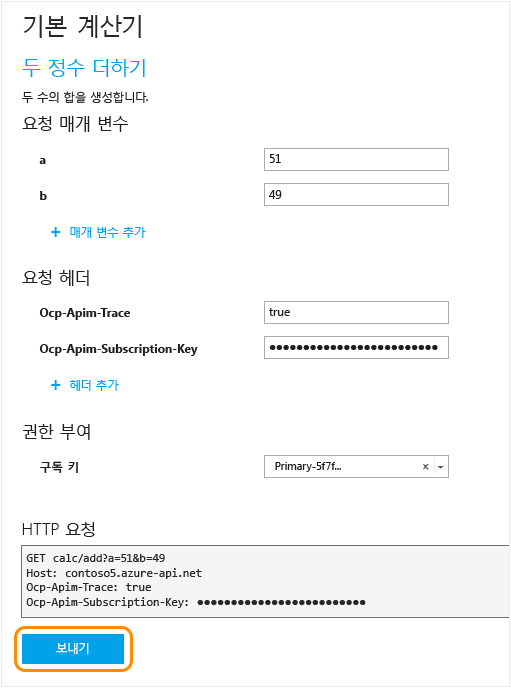 기본 계산기
두 정수 더하기
두 수의 합을 생성합니다.
요청 매개 변수
a 51
b 49
+ 매개 변수 추가
요청 헤더
Ocp-Apim-Trace true
Ocp-Apim-Subscription-Key ●●●●●●●●●●●●●●●●●●●●●●●●●
+ 헤더 추가
권한 부여
구독 키 Primary-5f7f... ×
HTTP 요청
GET calc/add?a=51&b=49
Host: contoso5.azure-api.net
Ocp-Apim-Trace: true
Ocp-Apim-Subscription-Key: ●●●●●●●●●●●●●●●●●●●●●●●●●
보내기